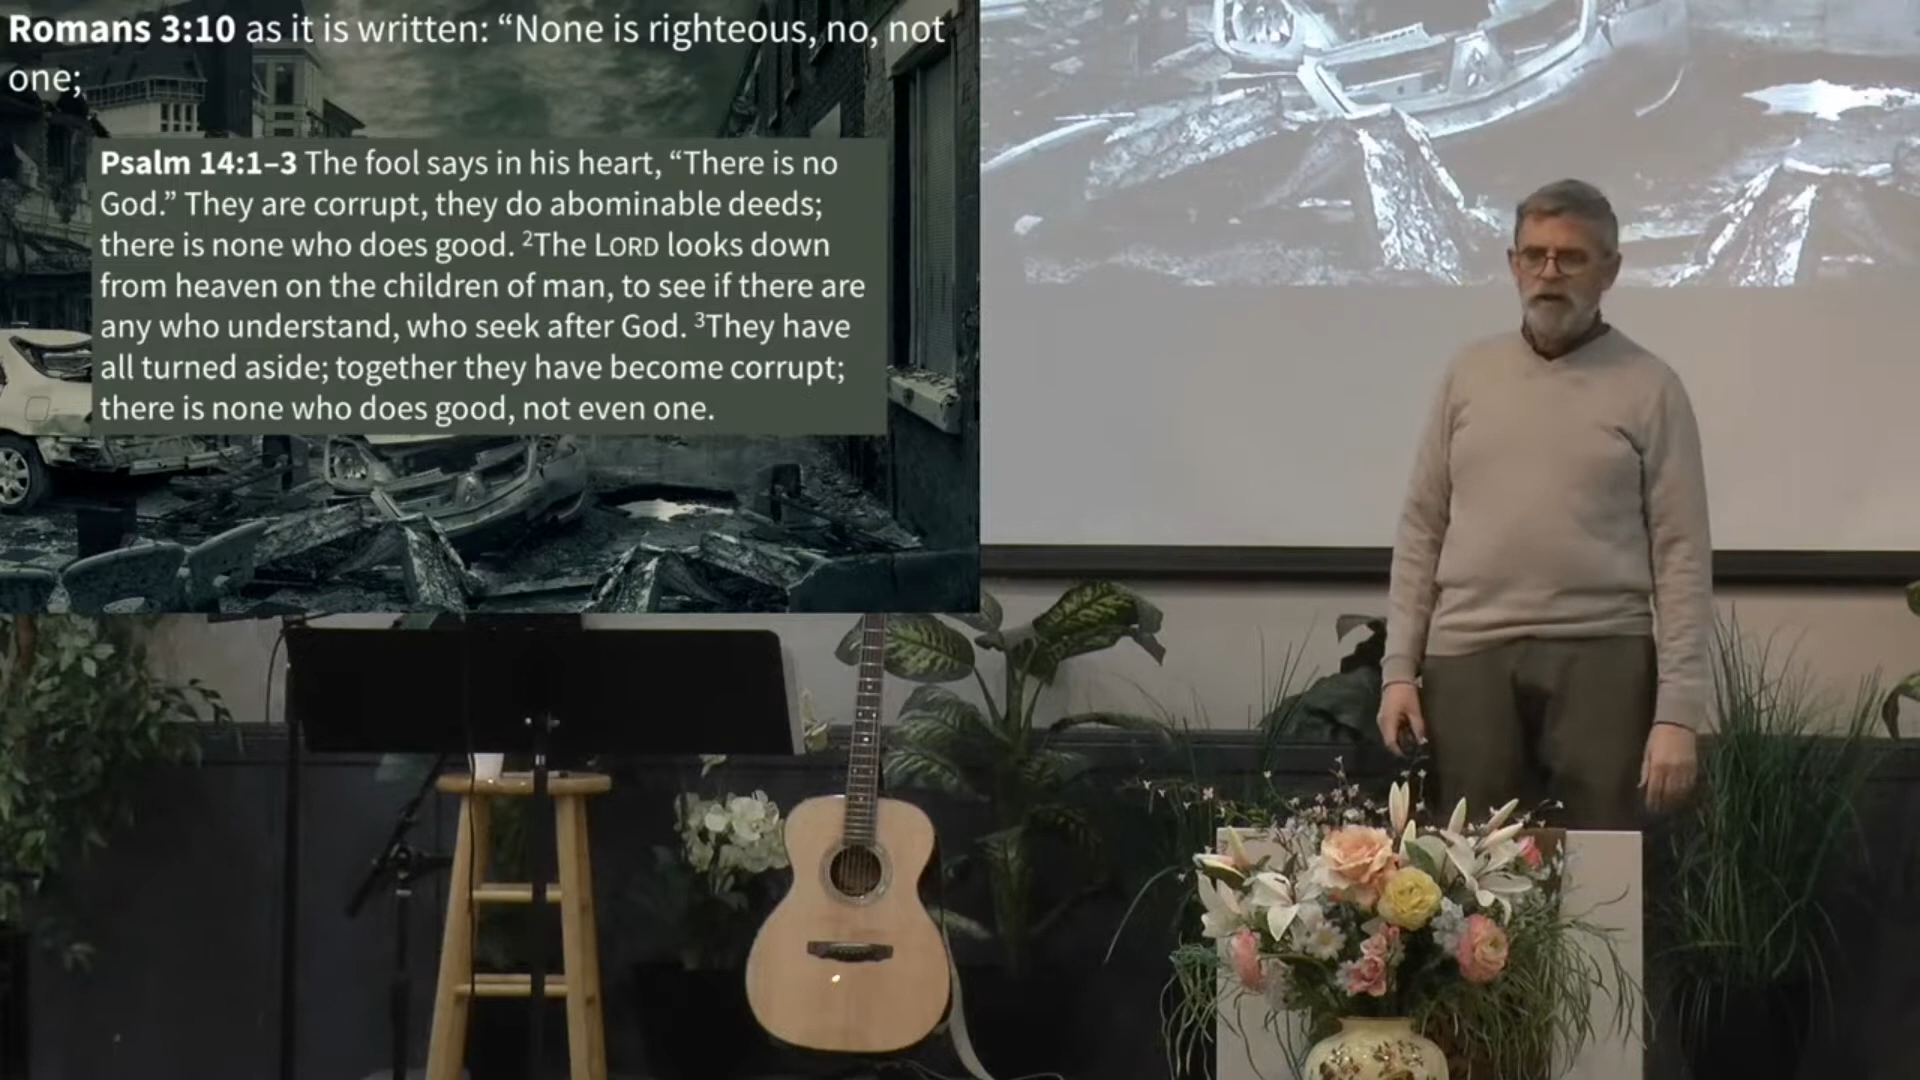 Romans 3:10 as it is written: “None is righteous, no, not
one;
Psalm 14:1–3 The fool says in his heart, “There is no
God.” They are corrupt, they do abominable deeds;
there is none who does good. ²The LORD looks down
from heaven on the children of man, to see if there are
any who understand, who seek after God. ³They have
all turned aside; together they have become corrupt;
there is none who does good, not even one.